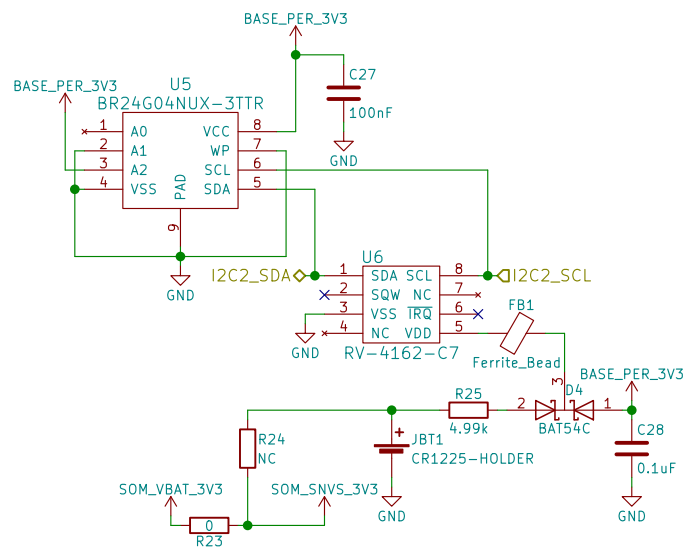 BASE_PER_3V3
C27
100nF
GND
BASE_PER_3V3
U5
BR24G04NUX-3TTR
1 A0 VCC 8
2 A1 WP 7
3 A2 SCL 6
4 VSS SDA 5
PAD
9
GND
I2C2_SDA
U6
1 SDA SCL 8
I2C2_SCL
2 SQW NC 7
3 VSS IRQ 6
4 NC VDD 5
RV-4162-C7
GND
FB1
Ferrite_Bead
BASE_PER_3V3
3
D4
2 1
BAT54C
R25
4.99k
C28
0.1uF
GND
R24
NC
JBT1
+
CR1225-HOLDER
GND
SOM_VBAT_3V3
SOM_SNVS_3V3
0
R23